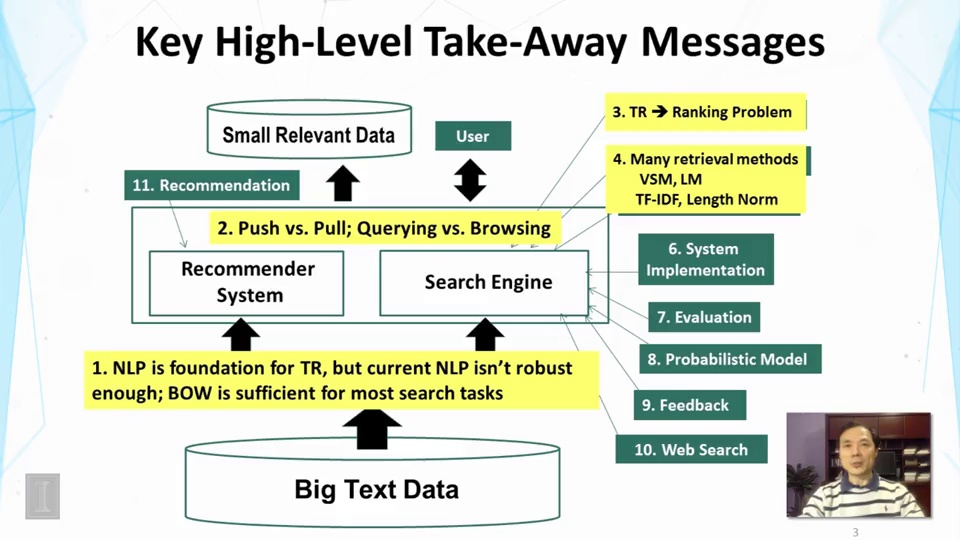 Key High-Level Take-Away Messages
Small Relevant Data
User
3. TR 🡺 Ranking Problem
4. Many retrieval methods
VSM, LM
TF-IDF, Length Norm
11. Recommendation
2. Push vs. Pull; Querying vs. Browsing
Recommender
System
Search Engine
6. System
Implementation
7. Evaluation
8. Probabilistic Model
9. Feedback
10. Web Search
1. NLP is foundation for TR, but current NLP isn’t robust
enough; BOW is sufficient for most search tasks
Big Text Data
I
3